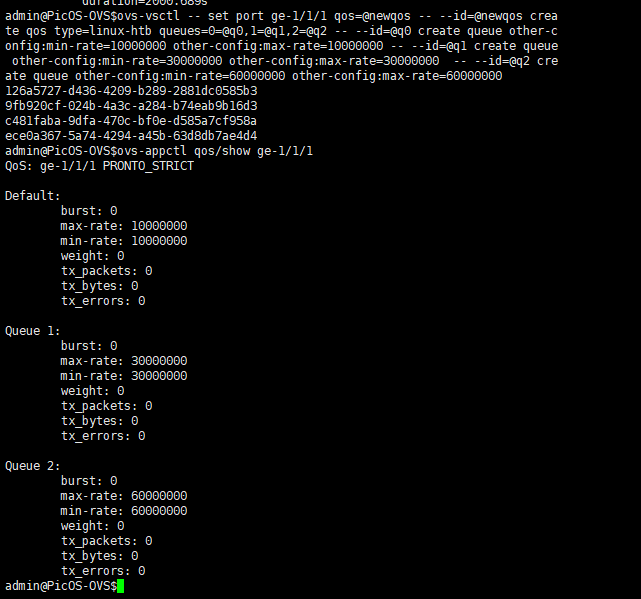 duration=2000.689s
admin@PicOS-OVS$ovs-vsctl -- set port ge-1/1/1 qos=@newqos -- --id=@newqos crea
te qos type=linux-htb queues=0=@q0,1=@q1,2=@q2 -- --id=@q0 create queue other-c
onfig:min-rate=10000000 other-config:max-rate=10000000 -- --id=@q1 create queue
 other-config:min-rate=30000000 other-config:max-rate=30000000  -- --id=@q2 cre
ate queue other-config:min-rate=60000000 other-config:max-rate=60000000
126a5727-d436-4209-b289-2881dc0585b3
9fb920cf-024b-4a3c-a284-b74eab9b16d3
c481faba-9dfa-470c-bf0e-d585a7cf958a
ece0a367-5a74-4294-a45b-63d8db7ae4d4
admin@PicOS-OVS$ovs-appctl qos/show ge-1/1/1
QoS: ge-1/1/1 PRONTO_STRICT
Default:
burst: 0
max-rate: 10000000
min-rate: 10000000
weight: 0
tx_packets: 0
tx_bytes: 0
tx_errors: 0
Queue 1:
burst: 0
max-rate: 30000000
min-rate: 30000000
weight: 0
tx_packets: 0
tx_bytes: 0
tx_errors: 0
Queue 2:
burst: 0
max-rate: 60000000
min-rate: 60000000
weight: 0
tx_packets: 0
tx_bytes: 0
tx_errors: 0
admin@PicOS-OVS$